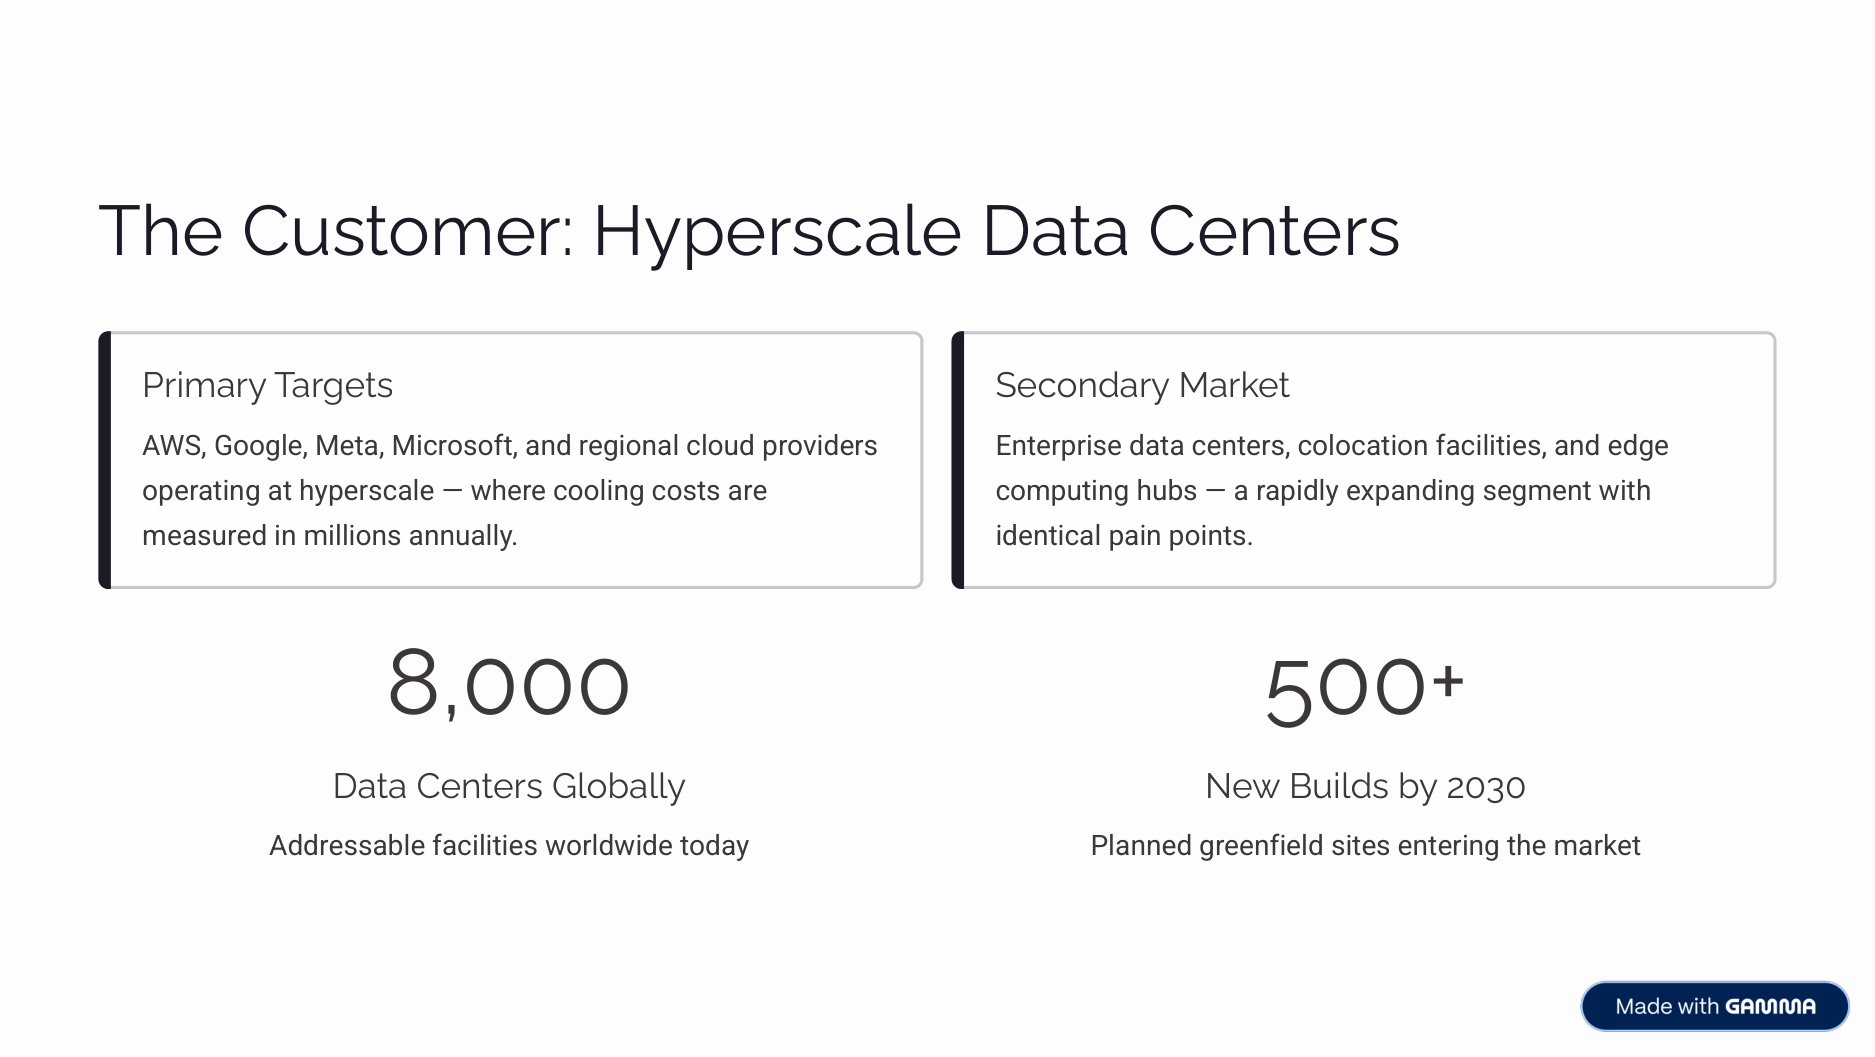 The Customer: Hyperscale Data Centers
Primary Targets
AWS, Google, Meta, Microsoft, and regional cloud providers
operating at hyperscale — where cooling costs are
measured in millions annually.
Secondary Market
Enterprise data centers, colocation facilities, and edge
computing hubs — a rapidly expanding segment with
identical pain points.
8,000
Data Centers Globally
Addressable facilities worldwide today
500+
New Builds by 2030
Planned greenfield sites entering the market
Made with GAMMA